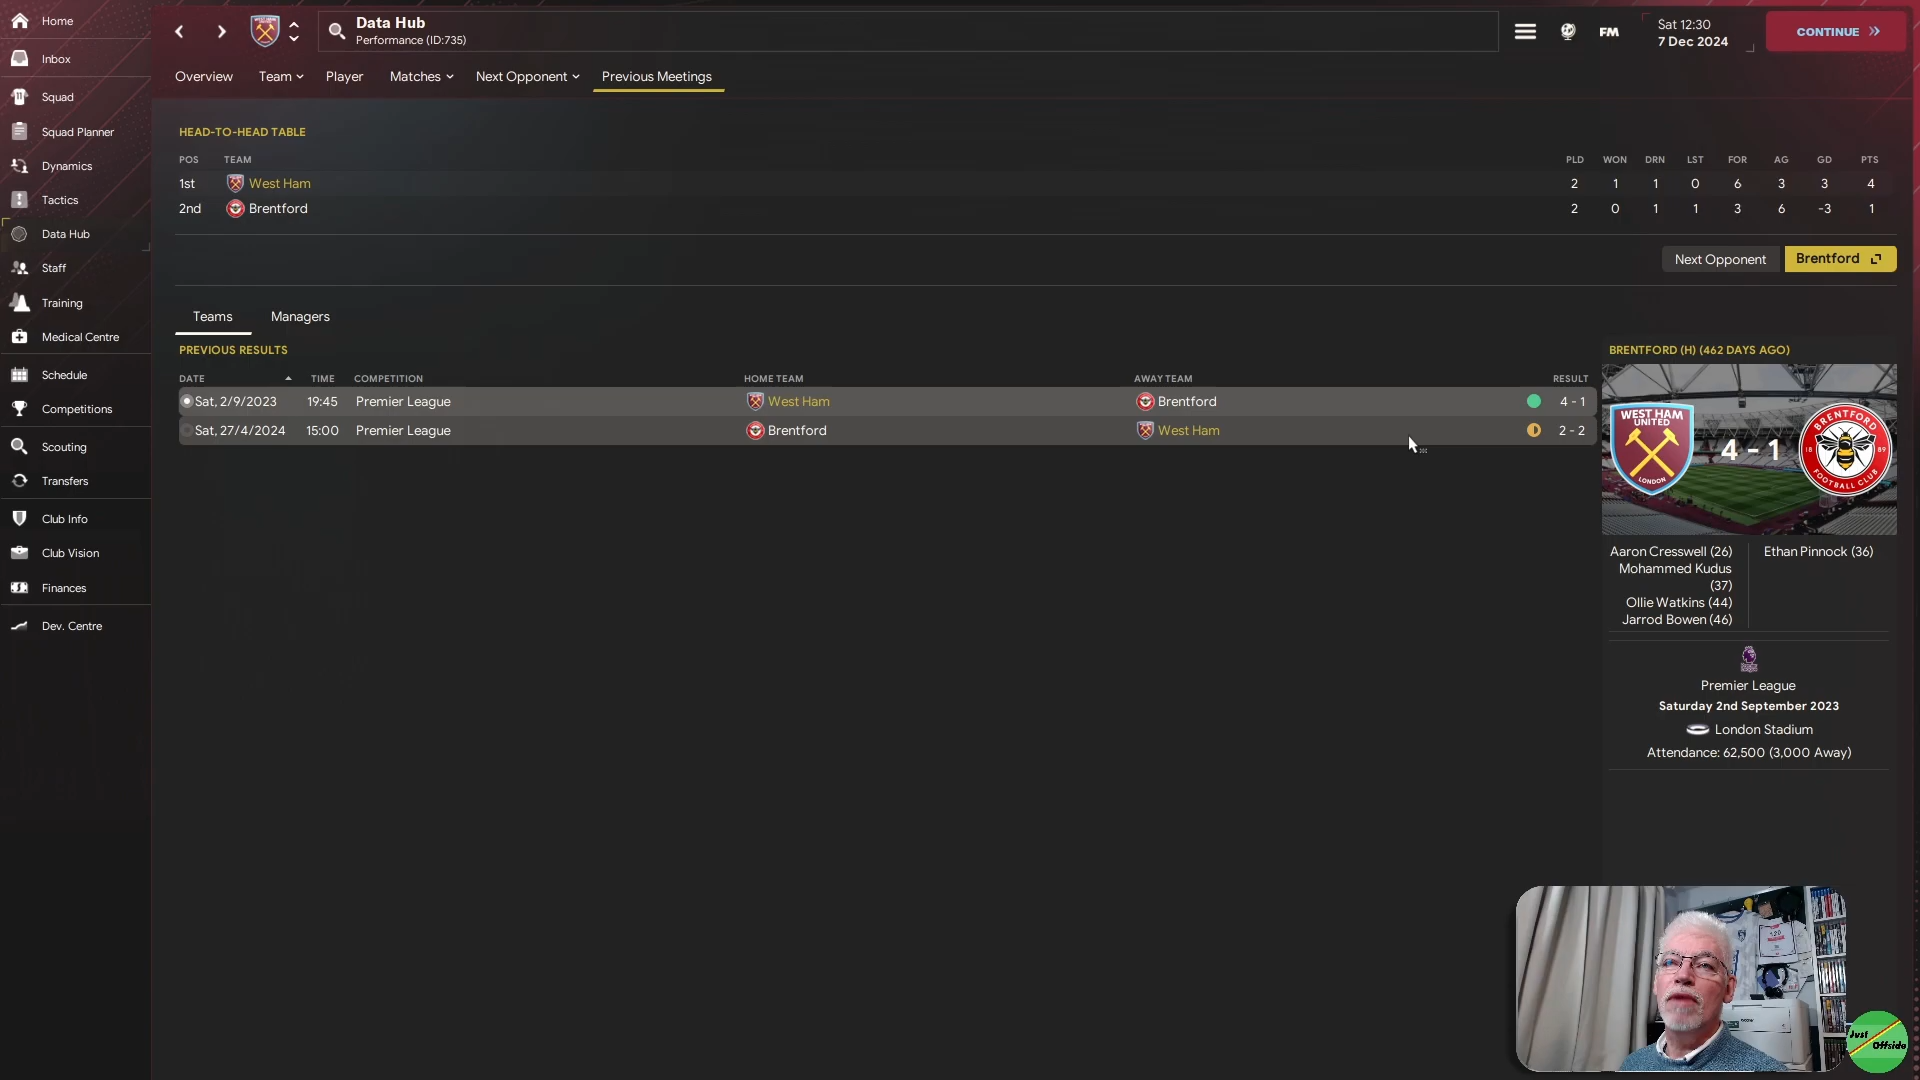 Home
Inbox
Squad
Squad Planner
Dynamics
Tactics
Data Hub
Staff
Training
Medical Centre
Schedule
Competitions
Scouting
Transfers
Club Info
Club Vision
Finances
Dev. Centre
Data Hub
Performance (ID:735)
FM
Sat 12:30
7 Dec 2024
CONTINUE
Overview Team Player Matches Next Opponent Previous Meetings
HEAD-TO-HEAD TABLE
POS TEAM PLD WON DRN LST FOR AG GD PTS
1st West Ham 2 1 1 0 6 3 3 4
2nd Brentford 2 0 1 1 3 6 -3 1
Next Opponent Brentford
Teams Managers
PREVIOUS RESULTS
DATE TIME COMPETITION HOME TEAM AWAY TEAM RESULT
Sat, 2/9/2023 19:45 Premier League West Ham Brentford 4 - 1
Sat, 27/4/2024 15:00 Premier League Brentford West Ham 2 - 2
BRENTFORD (H) (462 DAYS AGO)
WEST HAM
UNITED
LONDON
4 - 1
BRENTFORD
18 89
FOOTBALL CLUB
Aaron Cresswell (26)
Mohammed Kudus
(37)
Ollie Watkins (44)
Jarrod Bowen (46)
Ethan Pinnock (36)
Premier League
Saturday 2nd September 2023
London Stadium
Attendance: 62,500 (3,000 Away)
Just
Offside